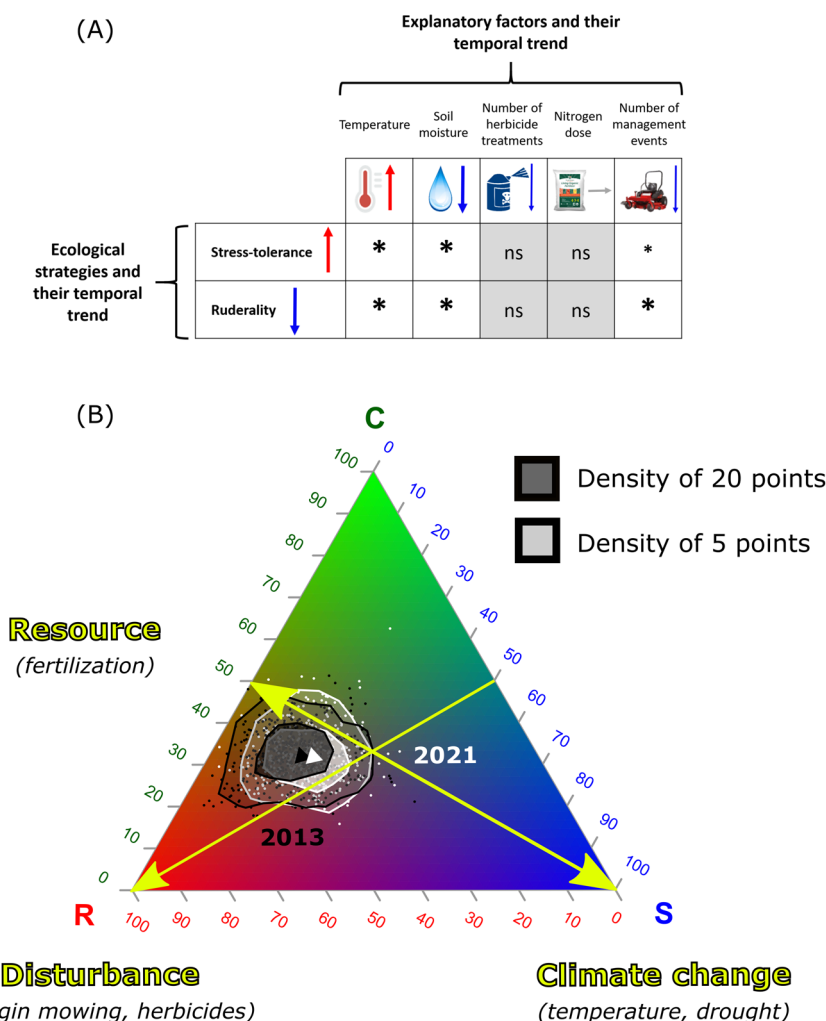 (A)
Explanatory factors and their
temporal trend
Temperature
Soil
moisture
Number of
herbicide
treatments
Nitrogen
dose
Number of
management
events
Ecological
strategies and
their temporal
trend
Stress-tolerance
* * ns ns *
Ruderality
* * ns ns *
(B)
C
Density of 20 points
Density of 5 points
100 90 80 70 60 50 40 30 20 10 0
0 10 20 30 40 50 60 70 80 90 100
Resource
(fertilization)
2021
2013
R
100 90 80 70 60 50 40 30 20 10 0
S
Disturbance
gin mowing, herbicides)
Climate change
(temperature, drought)